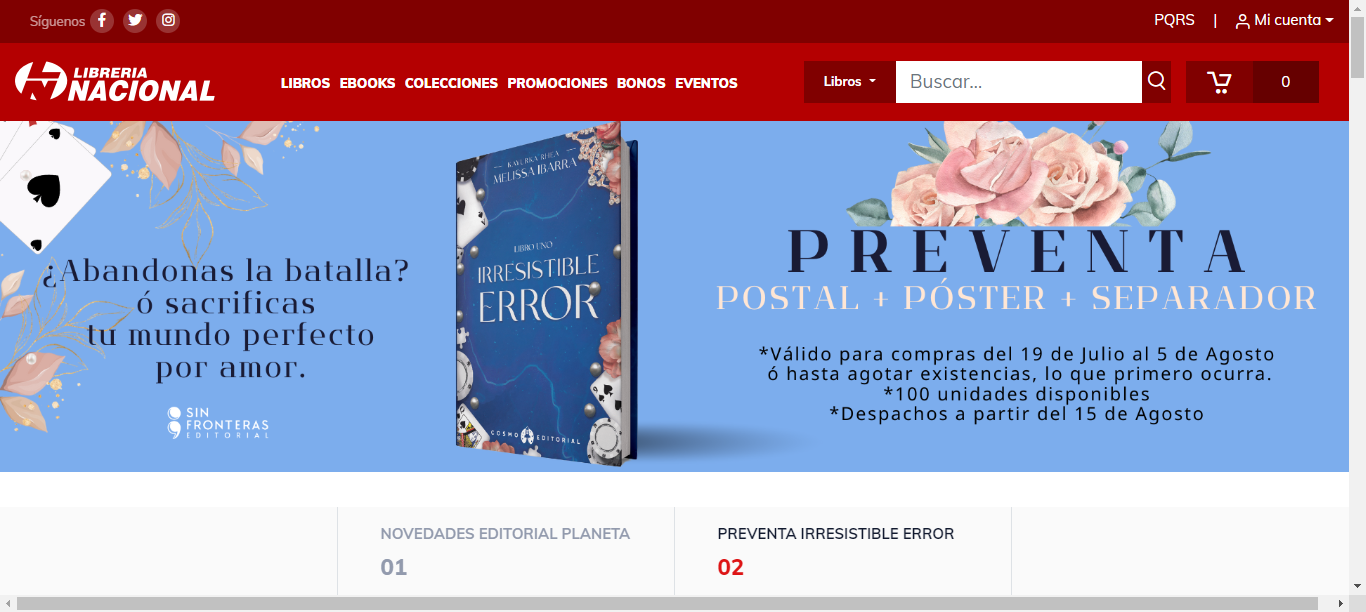 Síguenos
PQRS | Mi cuenta
LIBRERIA
NACIONAL
LIBROS EBOOKS COLECCIONES PROMOCIONES BONOS EVENTOS
Libros
Buscar...
0
¿Abandonas la batalla?
ó sacrificas
tu mundo perfecto
por amor.
SIN
FRONTERAS
EDITORIAL
MELISSA IBARRA
LIBRO UNO
IRRESISTIBLE
ERROR
COSMO EDITORIAL
PREVENTA
POSTAL + PÓSTER + SEPARADOR
*Válido para compras del 19 de Julio al 5 de Agosto
ó hasta agotar existencias, lo que primero ocurra.
*100 unidades disponibles
*Despachos a partir del 15 de Agosto
NOVEDADES EDITORIAL PLANETA
01
PREVENTA IRRESISTIBLE ERROR
02